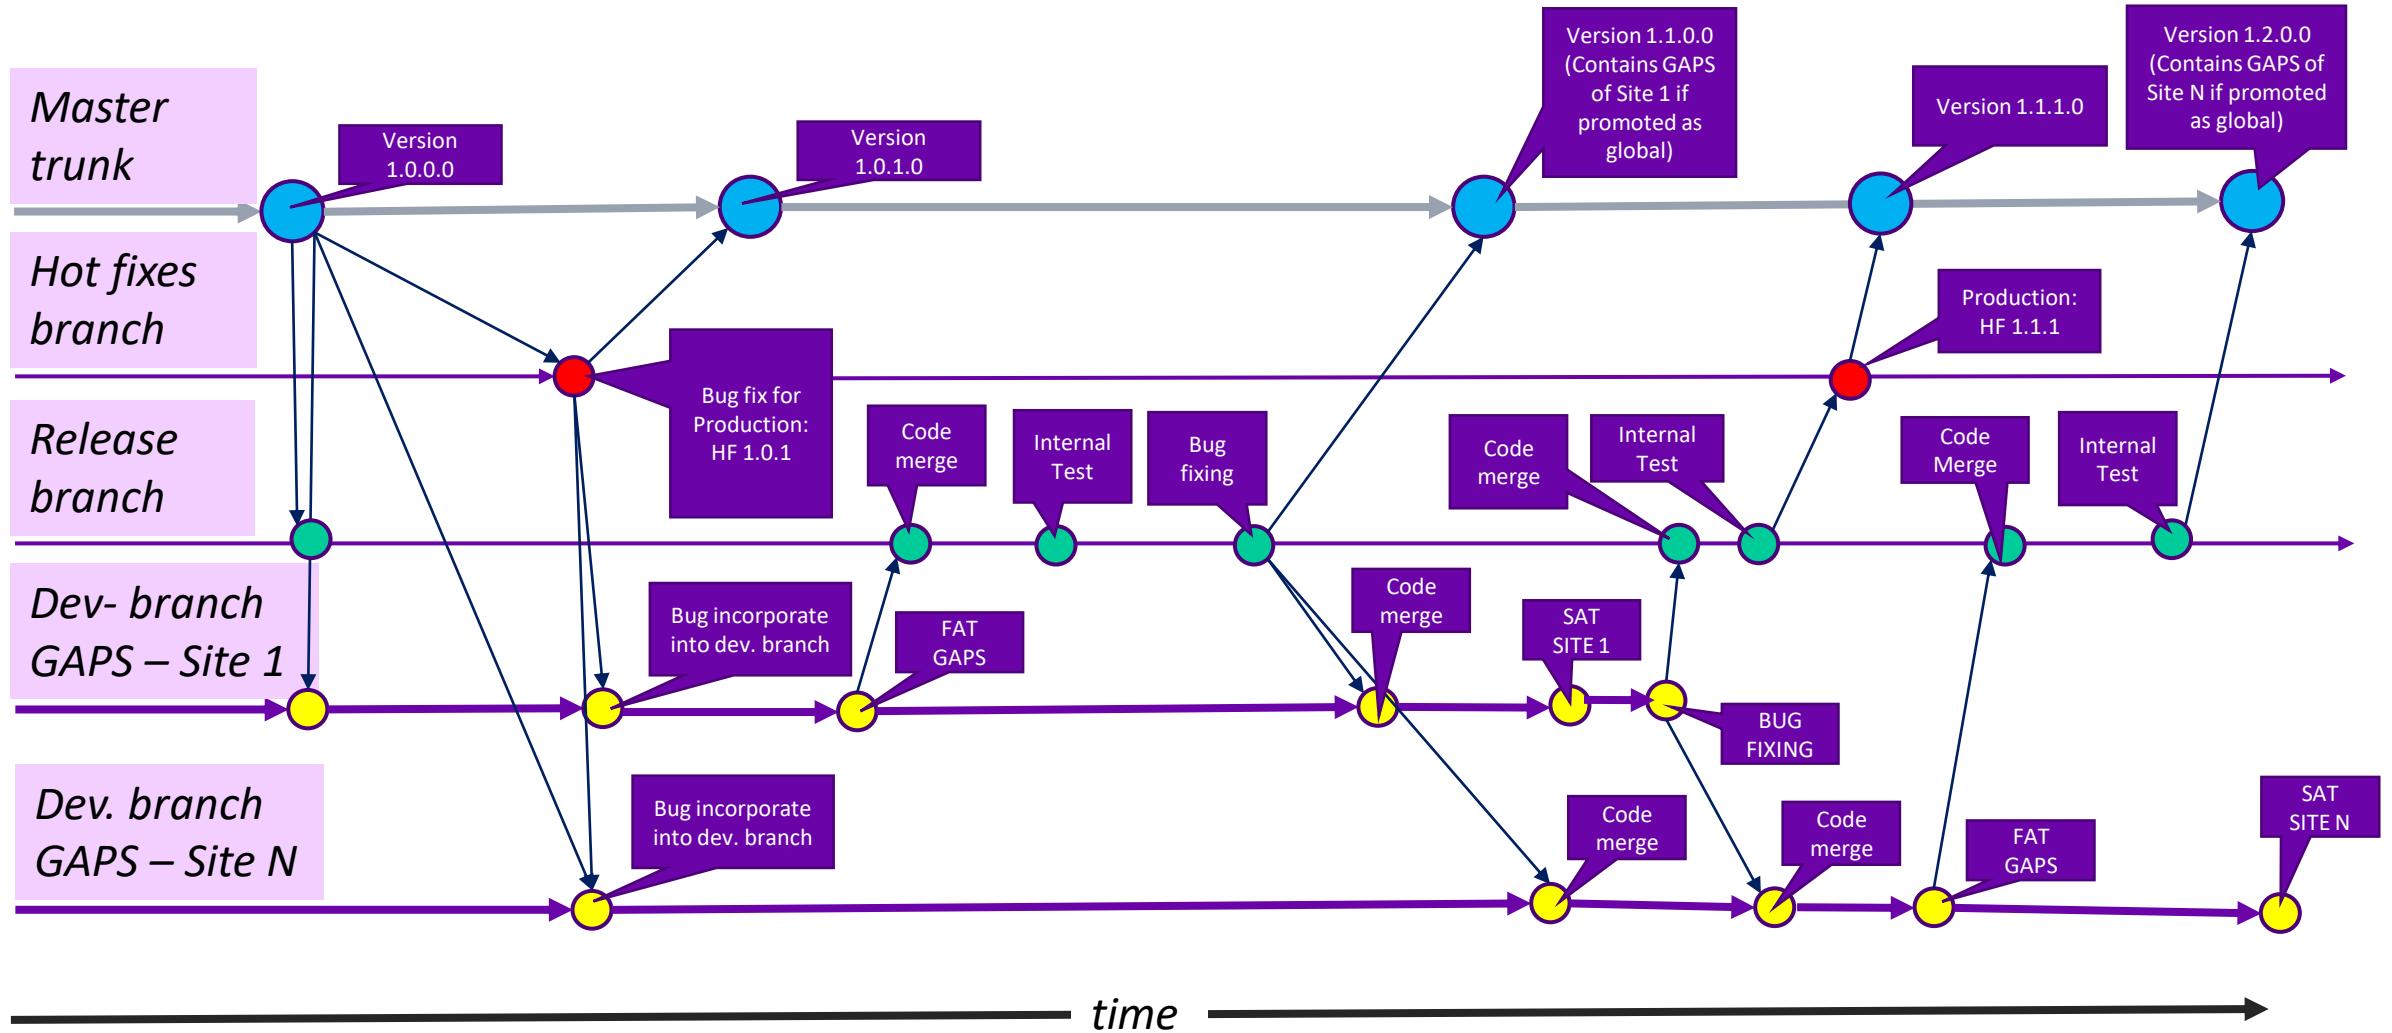 Master
trunk
Version
1.0.0.0
Version
1.0.1.0
Version 1.1.0.0
(Contains GAPS
of Site 1 if
promoted as
global)
Version 1.1.1.0
Version 1.2.0.0
(Contains GAPS of
Site N if promoted
as global)
Hot fixes
branch
Bug fix for
Production:
HF 1.0.1
Production:
HF 1.1.1
Release
branch
Code
merge
Internal
Test
Bug
fixing
Code
merge
Internal
Test
Code
Merge
Internal
Test
Dev- branch
GAPS – Site 1
Bug incorporate
into dev. branch
FAT
GAPS
Code
merge
SAT
SITE 1
BUG
FIXING
Dev. branch
GAPS – Site N
Bug incorporate
into dev. branch
Code
merge
Code
merge
FAT
GAPS
SAT
SITE N
time